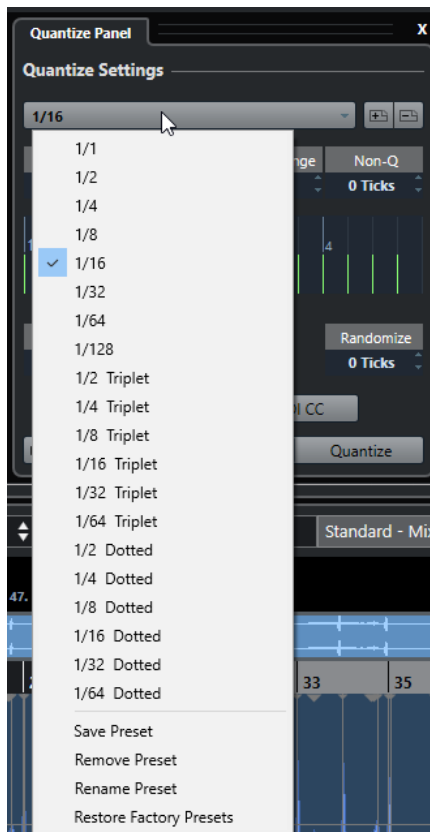 Quantize Panel
X
Quantize Settings
1/16
1/1
1/2
1/4
1/8
1/16
1/32
1/64
1/128
1/2 Triplet
1/4 Triplet
1/8 Triplet
1/16 Triplet
1/32 Triplet
1/64 Triplet
1/2 Dotted
1/4 Dotted
1/8 Dotted
1/16 Dotted
1/32 Dotted
1/64 Dotted
Save Preset
Remove Preset
Rename Preset
Restore Factory Presets
nge
Non-Q
0 Ticks
4
Randomize
0 Ticks
CC
Quantize
Standard - Mi
47.
33
35